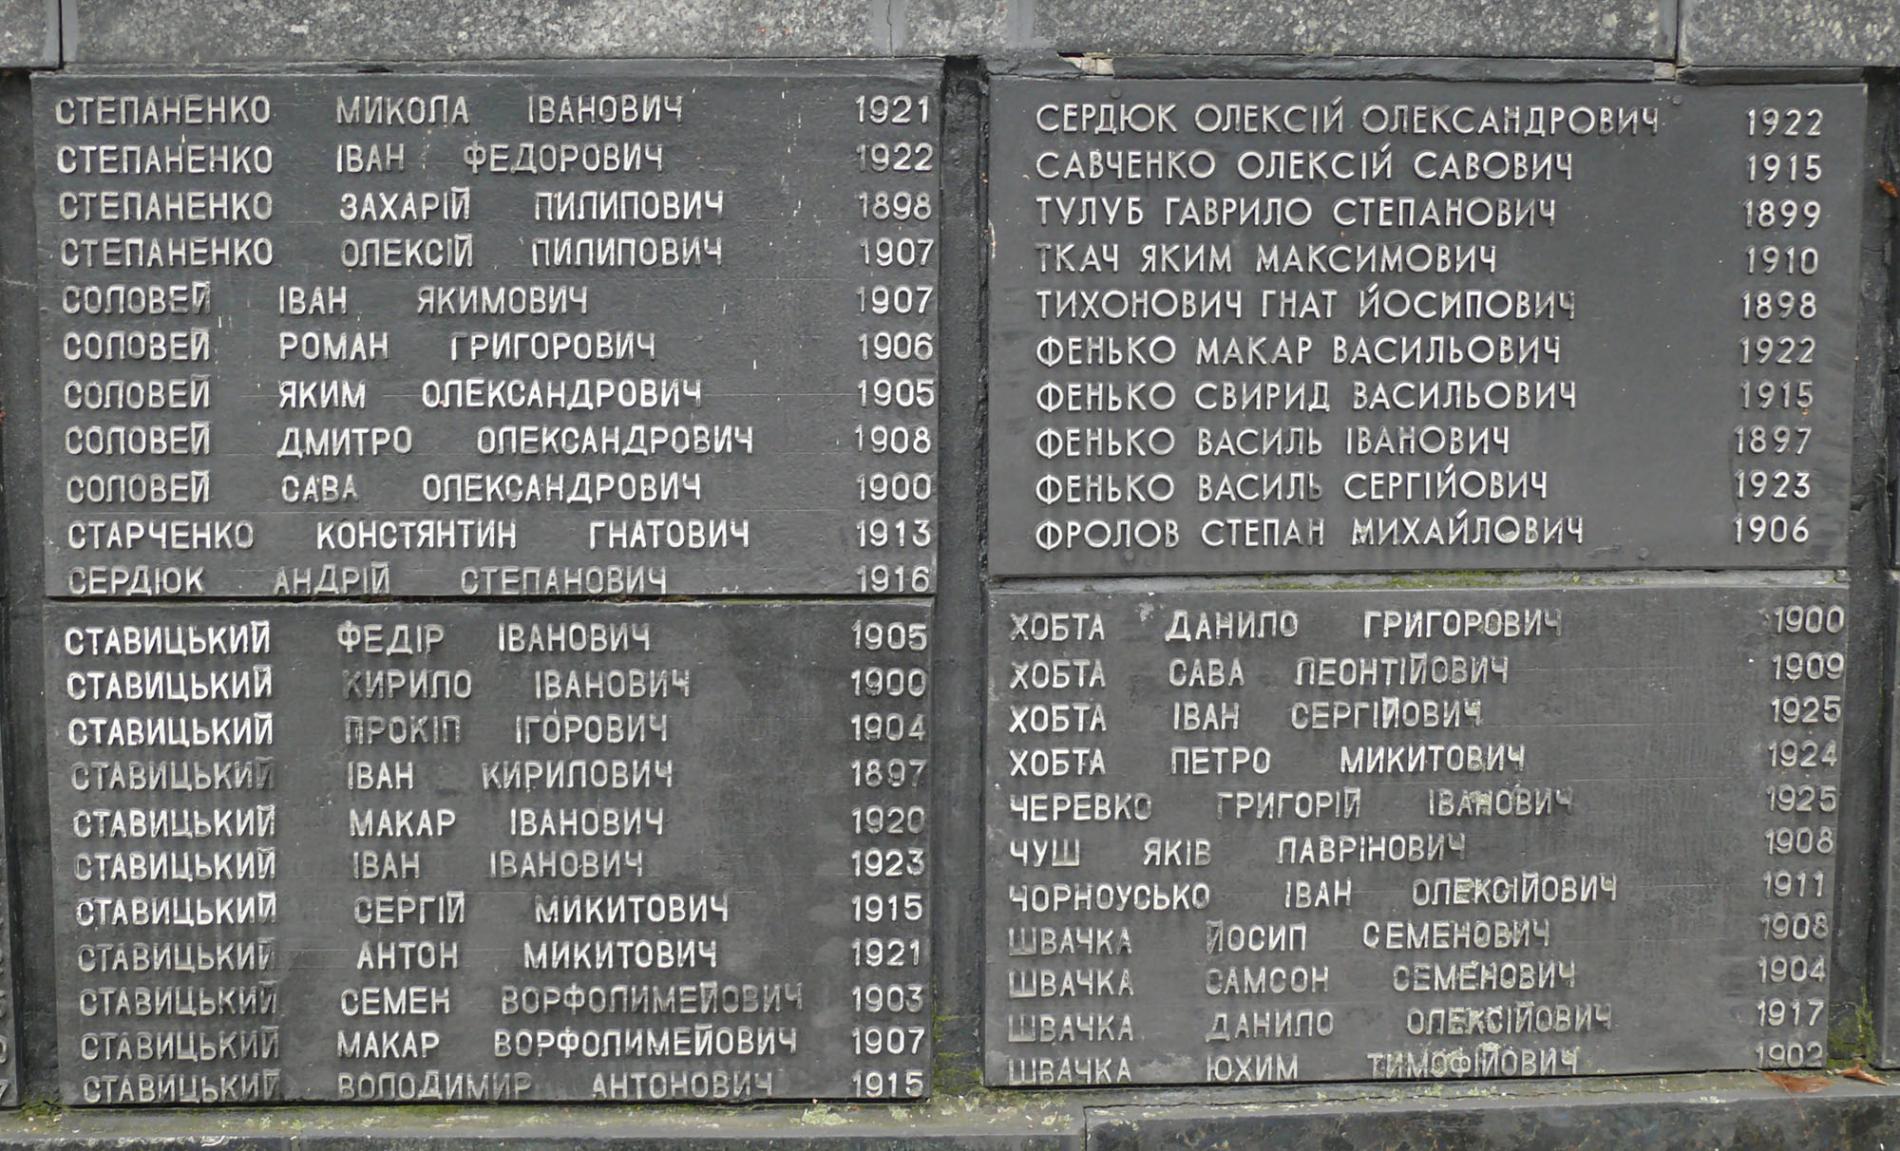 СТЕПАНЕНКО МИКОЛА ІВАНОВИЧ 1921
СТЕПАНЕНКО ІВАН ФЕДОРОВИЧ 1922
СТЕПАНЕНКО ЗАХАРІЙ ПИЛИПОВИЧ 1898
СТЕПАНЕНКО ОЛЕКСІЙ ПИЛИПОВИЧ 1907
СОЛОВЕЙ ІВАН ЯКИМОВИЧ 1907
СОЛОВЕЙ РОМАН ГРИГОРОВИЧ 1906
СОЛОВЕЙ ЯКИМ ОЛЕКСАНДРОВИЧ 1905
СОЛОВЕЙ ДМИТРО ОЛЕКСАНДРОВИЧ 1908
СОЛОВЕЙ САВА ОЛЕКСАНДРОВИЧ 1900
СТАРЧЕНКО КОНСТЯНТИН ГНАТОВИЧ 1913
СЕРДЮК АНДРІЙ СТЕПАНОВИЧ 1916
СТАВИЦЬКИЙ ФЕДІР ІВАНОВИЧ 1905
СТАВИЦЬКИЙ КИРИЛО ІВАНОВИЧ 1900
СТАВИЦЬКИЙ ПРОКІП ІГОРОВИЧ 1904
СТАВИЦЬКИЙ ІВАН КИРИЛОВИЧ 1897
СТАВИЦЬКИЙ МАКАР ІВАНОВИЧ 1920
СТАВИЦЬКИЙ ІВАН ІВАНОВИЧ 1923
СТАВИЦЬКИЙ СЕРГІЙ МИКИТОВИЧ 1915
СТАВИЦЬКИЙ АНТОН МИКИТОВИЧ 1921
СТАВИЦЬКИЙ СЕМЕН ВОРФОЛИМЕЙОВИЧ 1903
СТАВИЦЬКИЙ МАКАР ВОРФОЛИМЕЙОВИЧ 1907
СТАВИЦЬКИЙ ВОЛОДИМИР АНТОНОВИЧ 1915
СЕРДЮК ОЛЕКСІЙ ОЛЕКСАНДРОВИЧ 1922
САВЧЕНКО ОЛЕКСІЙ САВОВИЧ 1915
ТУЛУБ ГАВРИЛО СТЕПАНОВИЧ 1899
ТКАЧ ЯКИМ МАКСИМОВИЧ 1910
ТИХОНОВИЧ ГНАТ ЙОСИПОВИЧ 1898
ФЕНЬКО МАКАР ВАСИЛЬОВИЧ 1922
ФЕНЬКО СВИРИД ВАСИЛЬОВИЧ 1915
ФЕНЬКО ВАСИЛЬ ІВАНОВИЧ 1897
ФЕНЬКО ВАСИЛЬ СЕРГІЙОВИЧ 1923
ФРОЛОВ СТЕПАН МИХАЙЛОВИЧ 1906
ХОБТА ДАНИЛО ГРИГОРОВИЧ 1900
ХОБТА САВА ЛЕОНТІЙОВИЧ 1909
ХОБТА ІВАН СЕРГІЙОВИЧ 1925
ХОБТА ПЕТРО МИКИТОВИЧ 1924
ЧЕРЕВКО ГРИГОРІЙ ІВАНОВИЧ 1925
ЧУШ ЯКІВ ЛАВРІНОВИЧ 1908
ЧОРНОУСЬКО ІВАН ОЛЕКСІЙОВИЧ 1911
ШВАЧКА ЙОСИП СЕМЕНОВИЧ 1908
ШВАЧКА САМСОН СЕМЕНОВИЧ 1904
ШВАЧКА ДАНИЛО ОЛЕКСІЙОВИЧ 1917
ШВАЧКА ЮХИМ ТИМОФІЙОВИЧ 1902